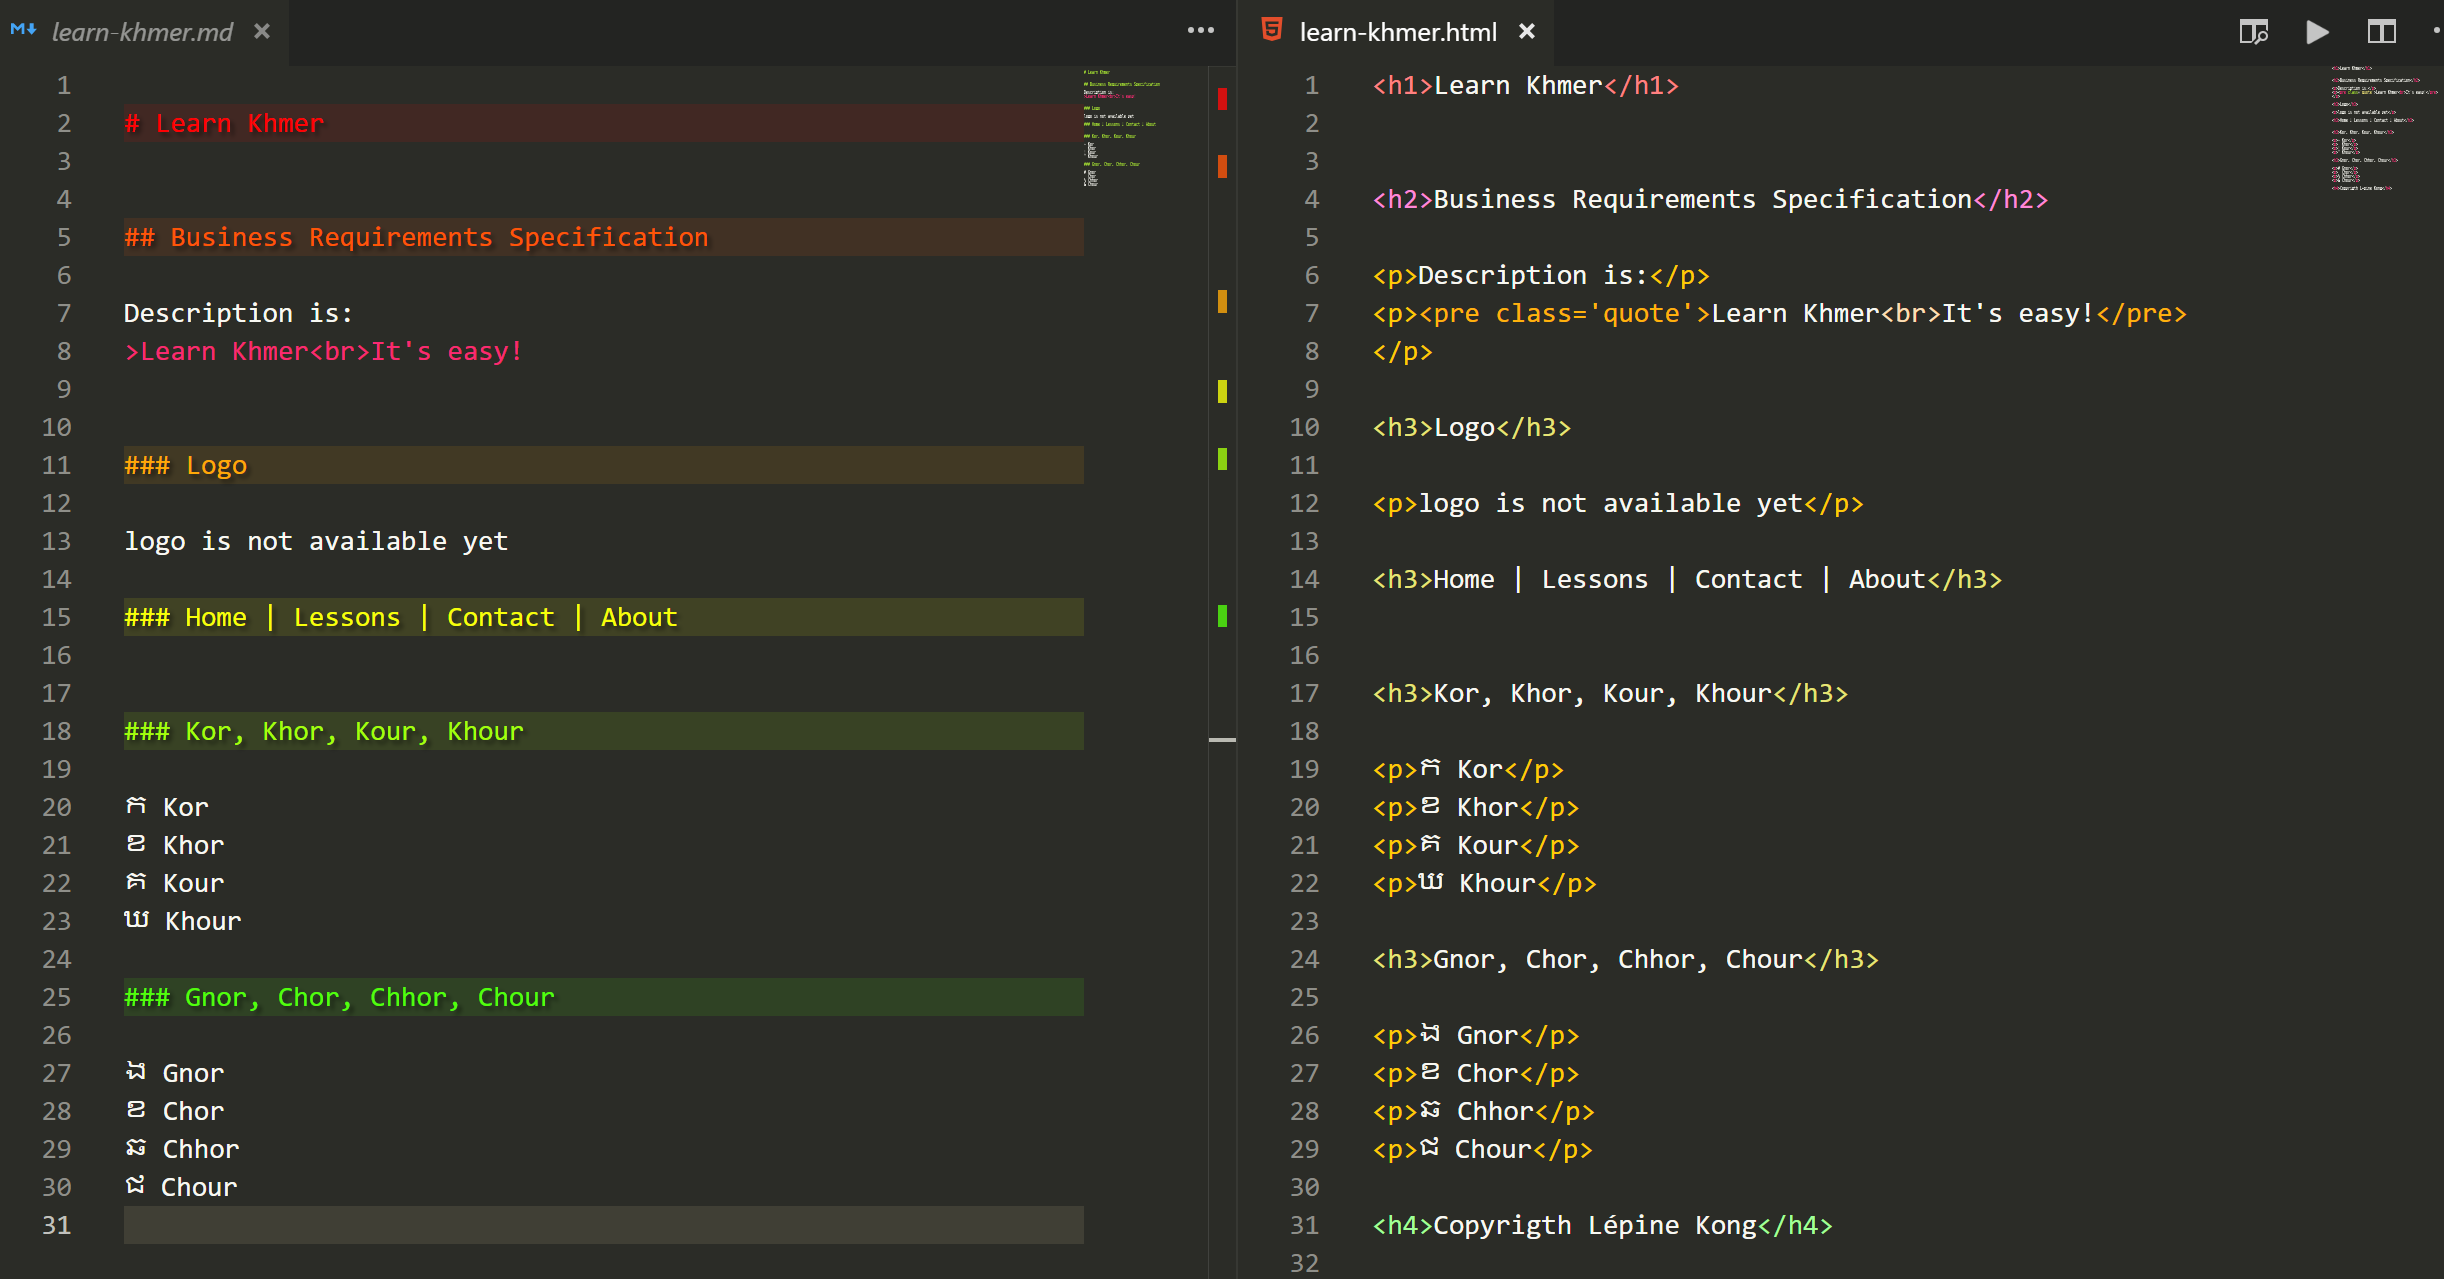 learn-khmer.md
1
2 # Learn Khmer
3
4
5 ## Business Requirements Specification
6
7 Description is:
8 >Learn Khmer<br>It's easy!
9
10
11 ### Logo
12
13 logo is not available yet
14
15 ### Home | Lessons | Contact | About
16
17
18 ### Kor, Khor, Kour, Khour
19
20 ក Kor
21 ខ Khor
22 គ Kour
23 ឃ Khour
24
25 ### Gnor, Chor, Chhor, Chour
26
27 ង Gnor
28 ខ Chor
29 ឆ Chhor
30 ជ Chour
31
learn-khmer.html
1 <h1>Learn Khmer</h1>
2
3
4 <h2>Business Requirements Specification</h2>
5
6 <p>Description is:</p>
7 <p><pre class='quote'>Learn Khmer<br>It's easy!</pre>
8 </p>
9
10 <h3>Logo</h3>
11
12 <p>logo is not available yet</p>
13
14 <h3>Home | Lessons | Contact | About</h3>
15
16
17 <h3>Kor, Khor, Kour, Khour</h3>
18
19 <p>ក Kor</p>
20 <p>ខ Khor</p>
21 <p>គ Kour</p>
22 <p>ឃ Khour</p>
23
24 <h3>Gnor, Chor, Chhor, Chour</h3>
25
26 <p>ង Gnor</p>
27 <p>ខ Chor</p>
28 <p>ឆ Chhor</p>
29 <p>ជ Chour</p>
30
31 <h4>Copyrigth Lépine Kong</h4>
32